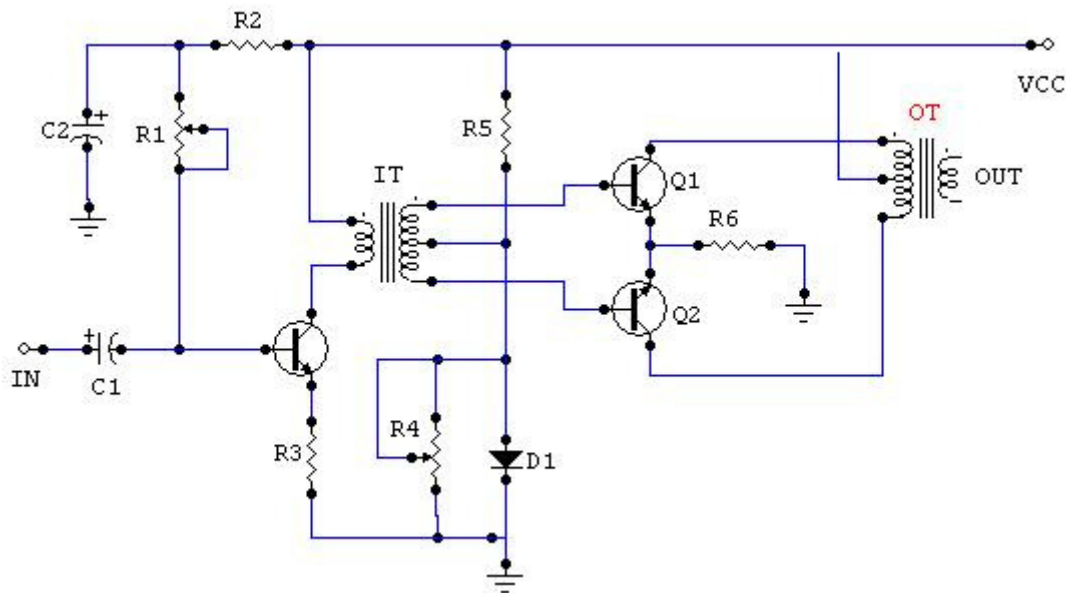 R2
VCC
C2
+
R1
R5
OT
IT
Q1
OUT
R6
Q2
+
IN
C1
R3
R4
D1